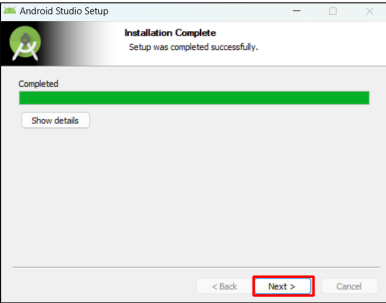 Android Studio Setup
Installation Complete
Setup was completed successfully.
Completed
Show details
< Back
Next >
Cancel